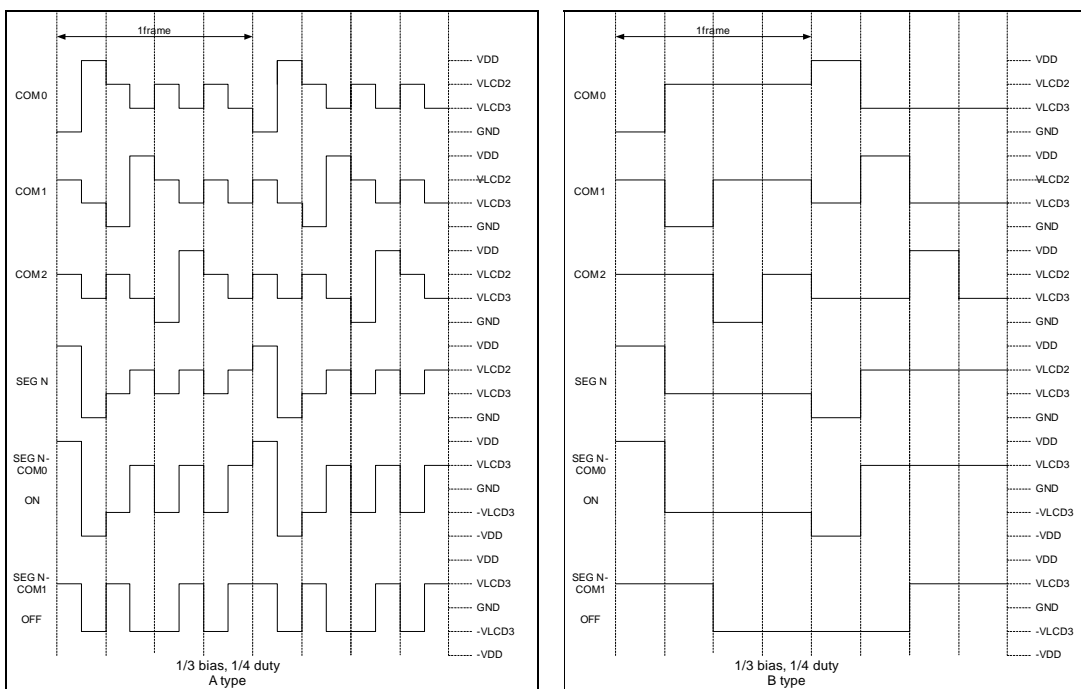 1frame
COM0
VDD
VLCD2
VLCD3
GND
COM1
VDD
VLCD2
VLCD3
GND
COM2
VDD
VLCD2
VLCD3
GND
SEG N
VDD
VLCD2
VLCD3
GND
SEG N-
COM0
ON
VDD
VLCD3
GND
-VLCD3
-VDD
SEG N-
COM1
OFF
VDD
VLCD3
GND
-VLCD3
-VDD
1/3 bias, 1/4 duty
A type
1frame
COM0
VDD
VLCD2
VLCD3
GND
COM1
VDD
VLCD2
VLCD3
GND
COM2
VDD
VLCD2
VLCD3
GND
SEG N
VDD
VLCD2
VLCD3
GND
SEG N-
COM0
ON
VDD
VLCD3
GND
-VLCD3
-VDD
SEG N-
COM1
OFF
VDD
VLCD3
GND
-VLCD3
-VDD
1/3 bias, 1/4 duty
B type